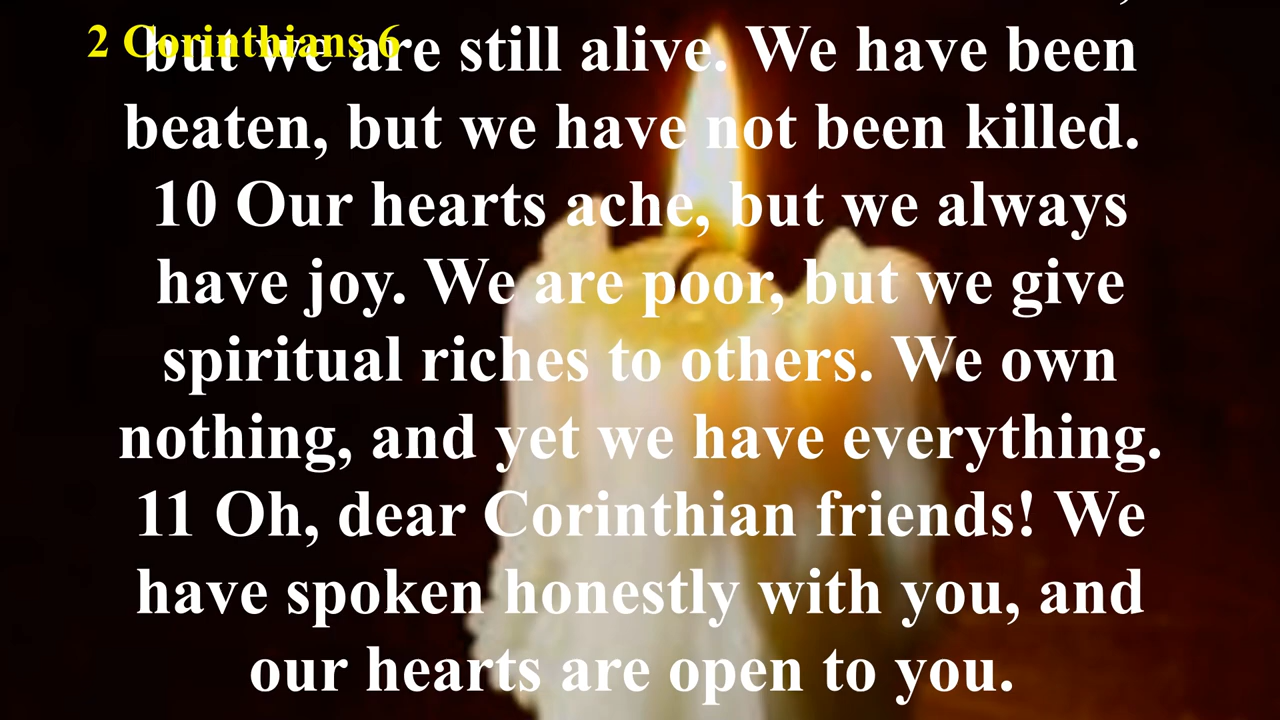 2 Corinthians 6
but we are still alive. We have been
beaten, but we have not been killed.
10 Our hearts ache, but we always
have joy. We are poor, but we give
spiritual riches to others. We own
nothing, and yet we have everything.
11 Oh, dear Corinthian friends! We
have spoken honestly with you, and
our hearts are open to you.